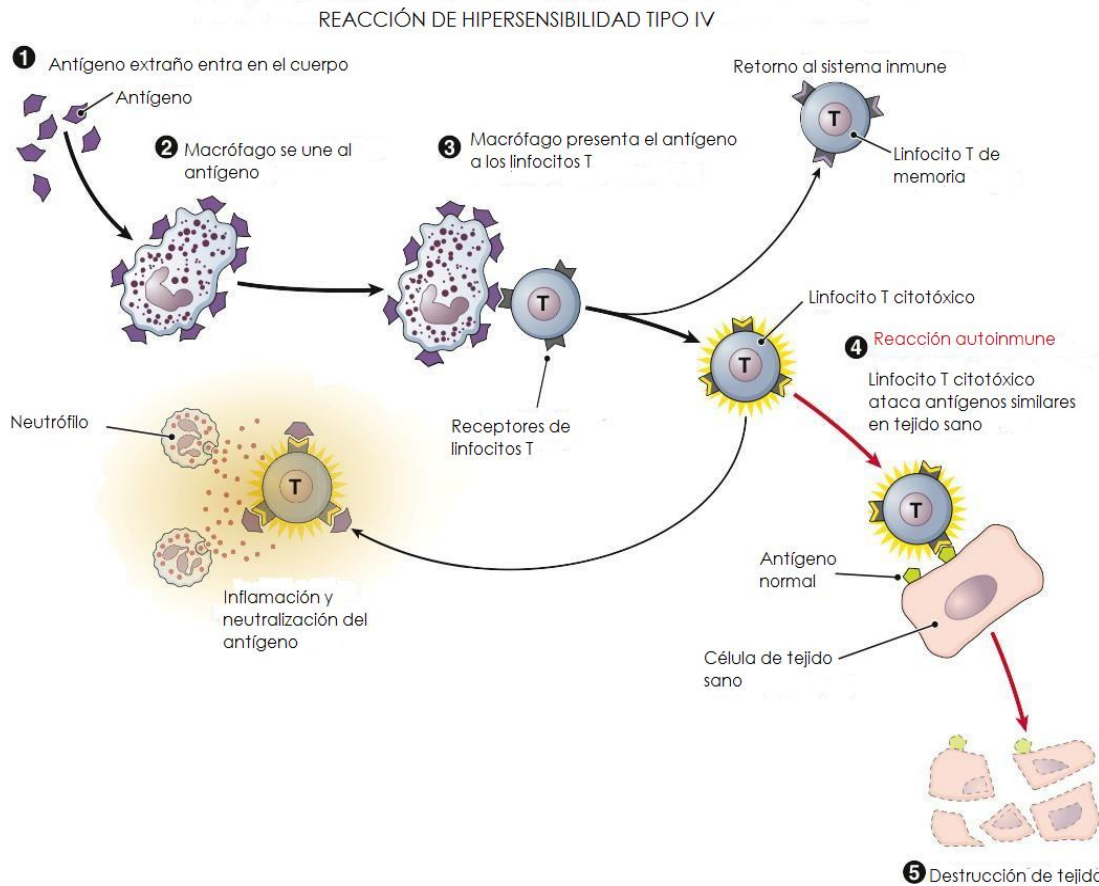 REACCIÓN DE HIPERSENSIBILIDAD TIPO IV
1 Antígeno extraño entra en el cuerpo
Antígeno
2 Macrófago se une al
antígeno
3 Macrófago presenta el antígeno
a los linfocitos T
Retorno al sistema inmune
T
Linfocito T de
memoria
T
Receptores de
linfocitos T
Linfocito T citotóxico
T
4 Reacción autoinmune
Linfocito T citotóxico
ataca antígenos similares
en tejido sano
Neutrófilo
T
Inflamación y
neutralización del
antígeno
T
Antígeno
normal
Célula de tejido
sano
5 Destrucción de tejido